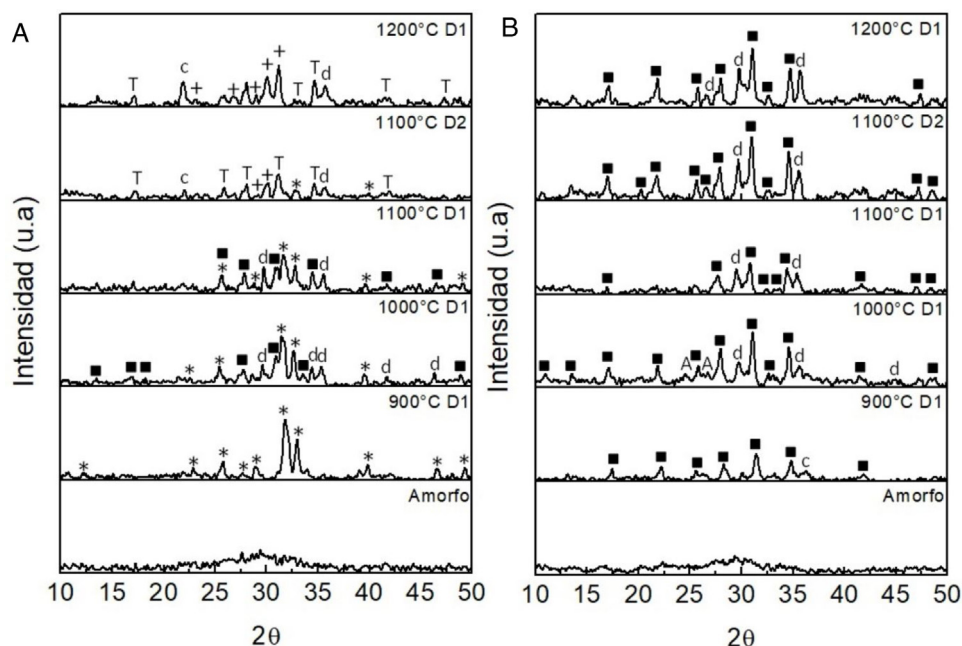 A
Intensidad (u.a)
1200°C D1
T c + + + + T T d T T
1100°C D2
T c T T + + T * T d * T
1100°C D1
■ * ■ * d ■ * * ■ d * ■ ■ *
1000°C D1
■ ■ ■ * * ■ d ■ * * ■ d d * d d ■
900°C D1
* * * * * * * * * *
Amorfo
10 15 20 25 30 35 40 45 50
2θ
B
Intensidad (u.a)
1200°C D1
■ ■ ■ d ■ d ■ ■ ■ d ■
1100°C D2
■ ■ ■ ■ ■ ■ d ■ ■ ■ d ■ ■
1100°C D1
■ ■ d ■ ■ ■ ■ d ■ ■ ■
1000°C D1
■ ■ ■ ■ A ■ A ■ d ■ ■ ■ d ■ d ■
900°C D1
■ ■ ■ ■ ■ ■ c ■
Amorfo
10 15 20 25 30 35 40 45 50
2θ